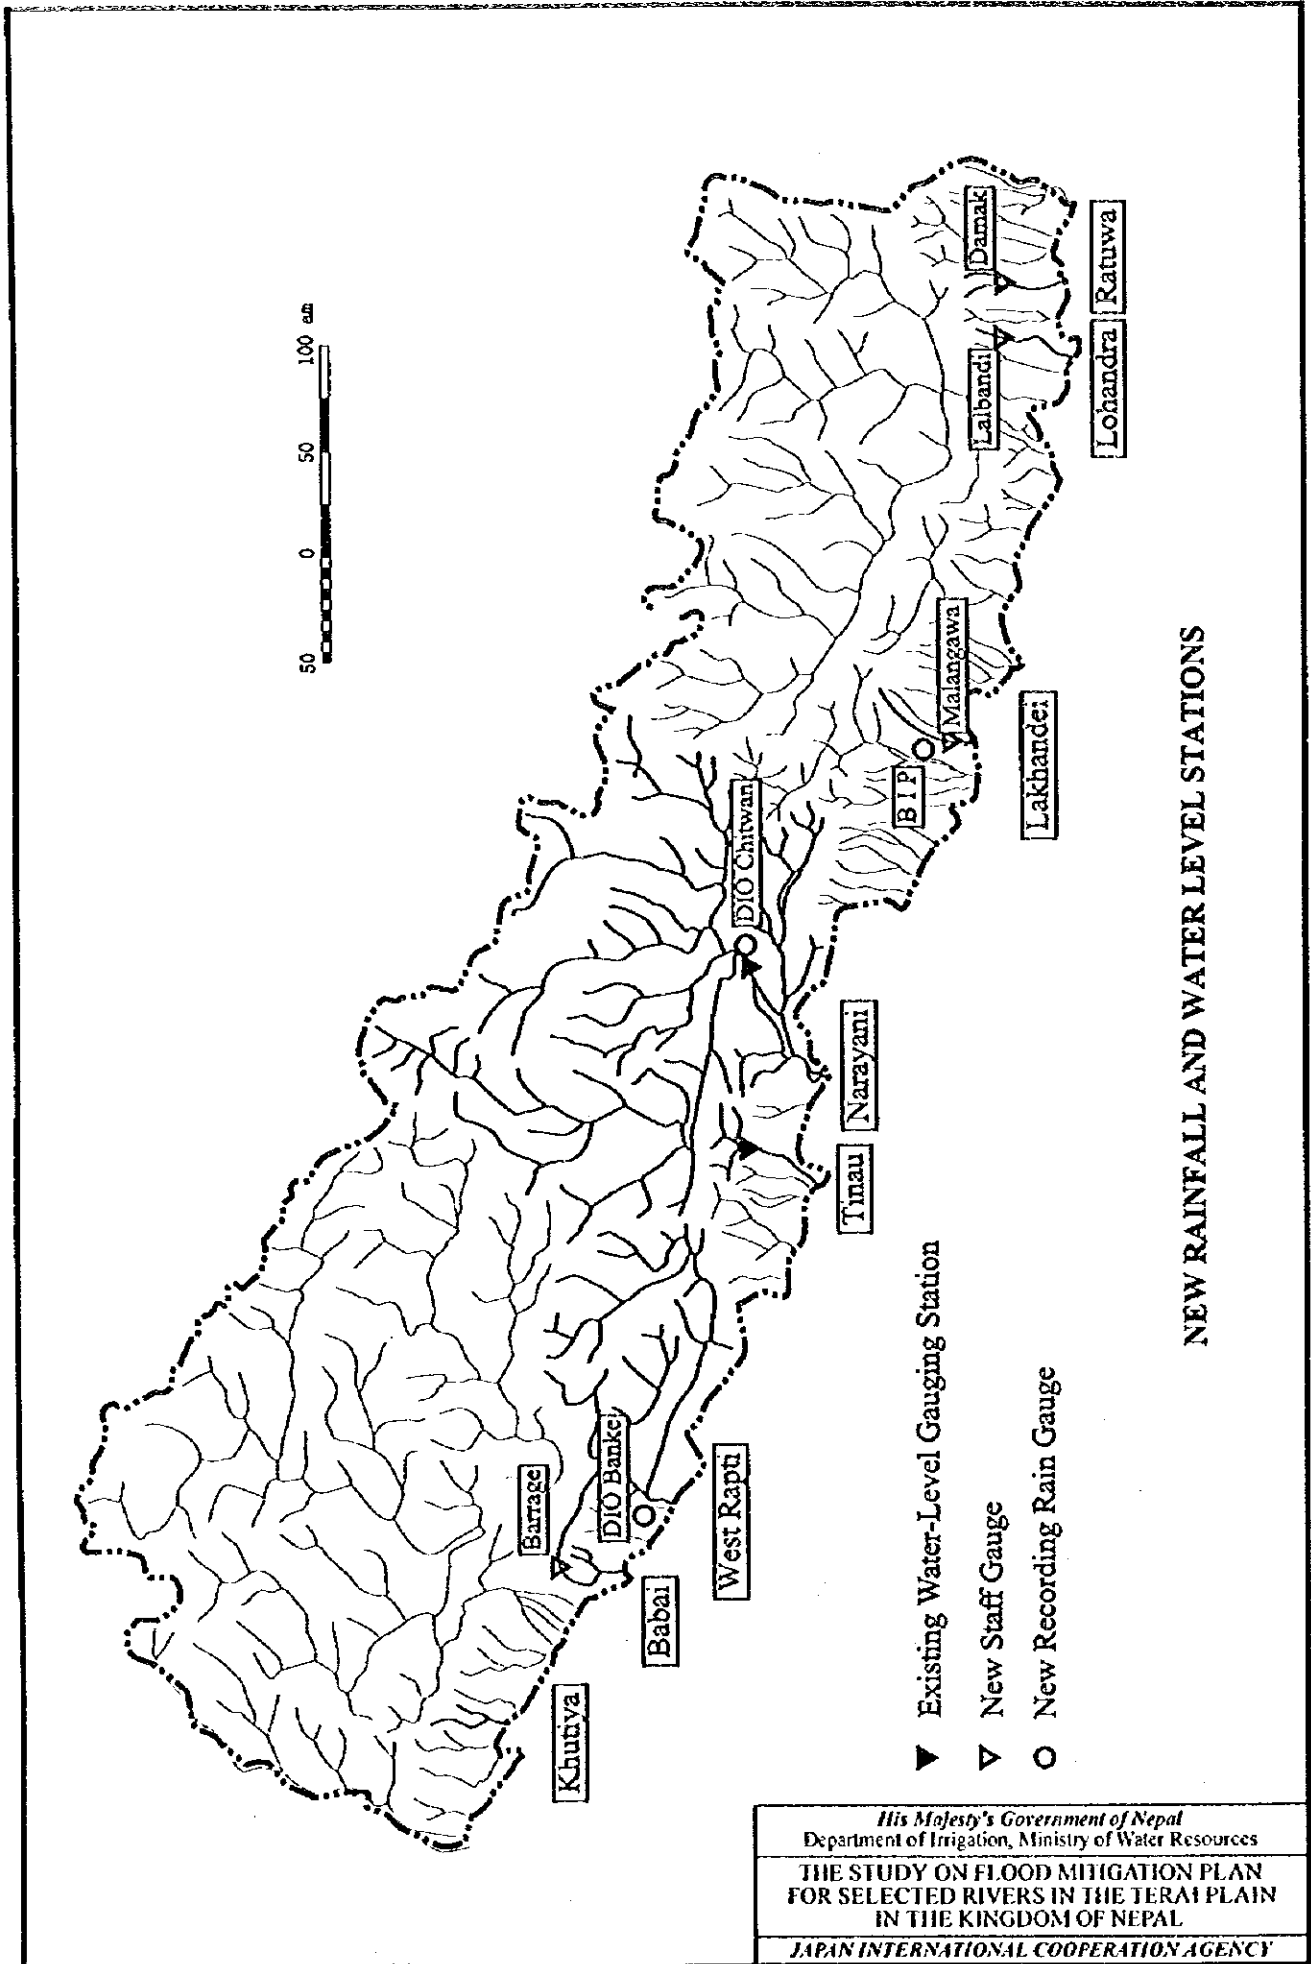 50 0 50 100 km
Damak
Ratuwa
Lalbandi
Lohandra
Malangawa
B I P
Lakhandei
DIO Chitwan
Narayani
Tinau
DIO Banke
Barrage
West Rapti
Babai
Khutiya
Existing Water-Level Gauging Station
New Staff Gauge
New Recording Rain Gauge
NEW RAINFALL AND WATER LEVEL STATIONS
His Majesty's Government of Nepal
Department of Irrigation, Ministry of Water Resources
THE STUDY ON FLOOD MITIGATION PLAN
FOR SELECTED RIVERS IN THE TERAI PLAIN
IN THE KINGDOM OF NEPAL
JAPAN INTERNATIONAL COOPERATION AGENCY